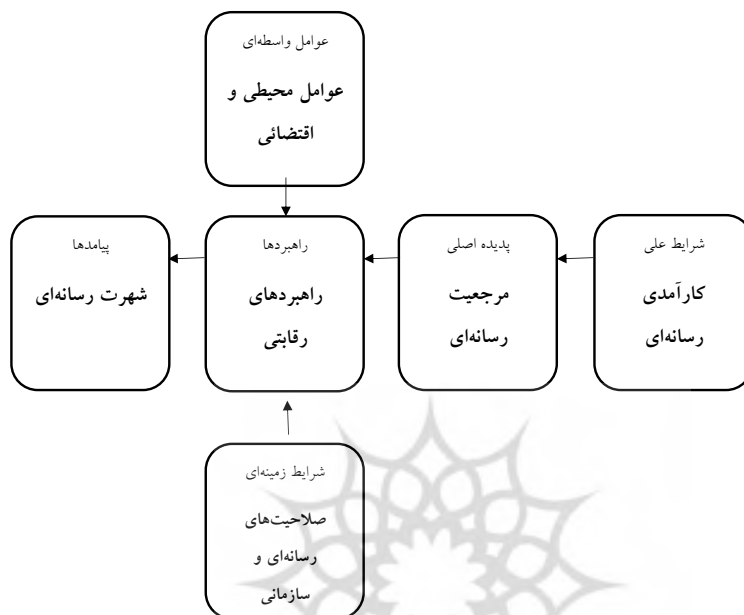 عوامل واسطه‌ای
عوامل محیطی و
اقتضائی
شرایط علی
کارآمدی
رسانه‌ای
پدیده اصلی
مرجعیت
رسانه‌ای
راهبردها
راهبردهای
رقابتی
پیامدها
شهرت رسانه‌ای
شرایط زمینه‌ای
صلاحیت‌های
رسانه‌ای و
سازمانی